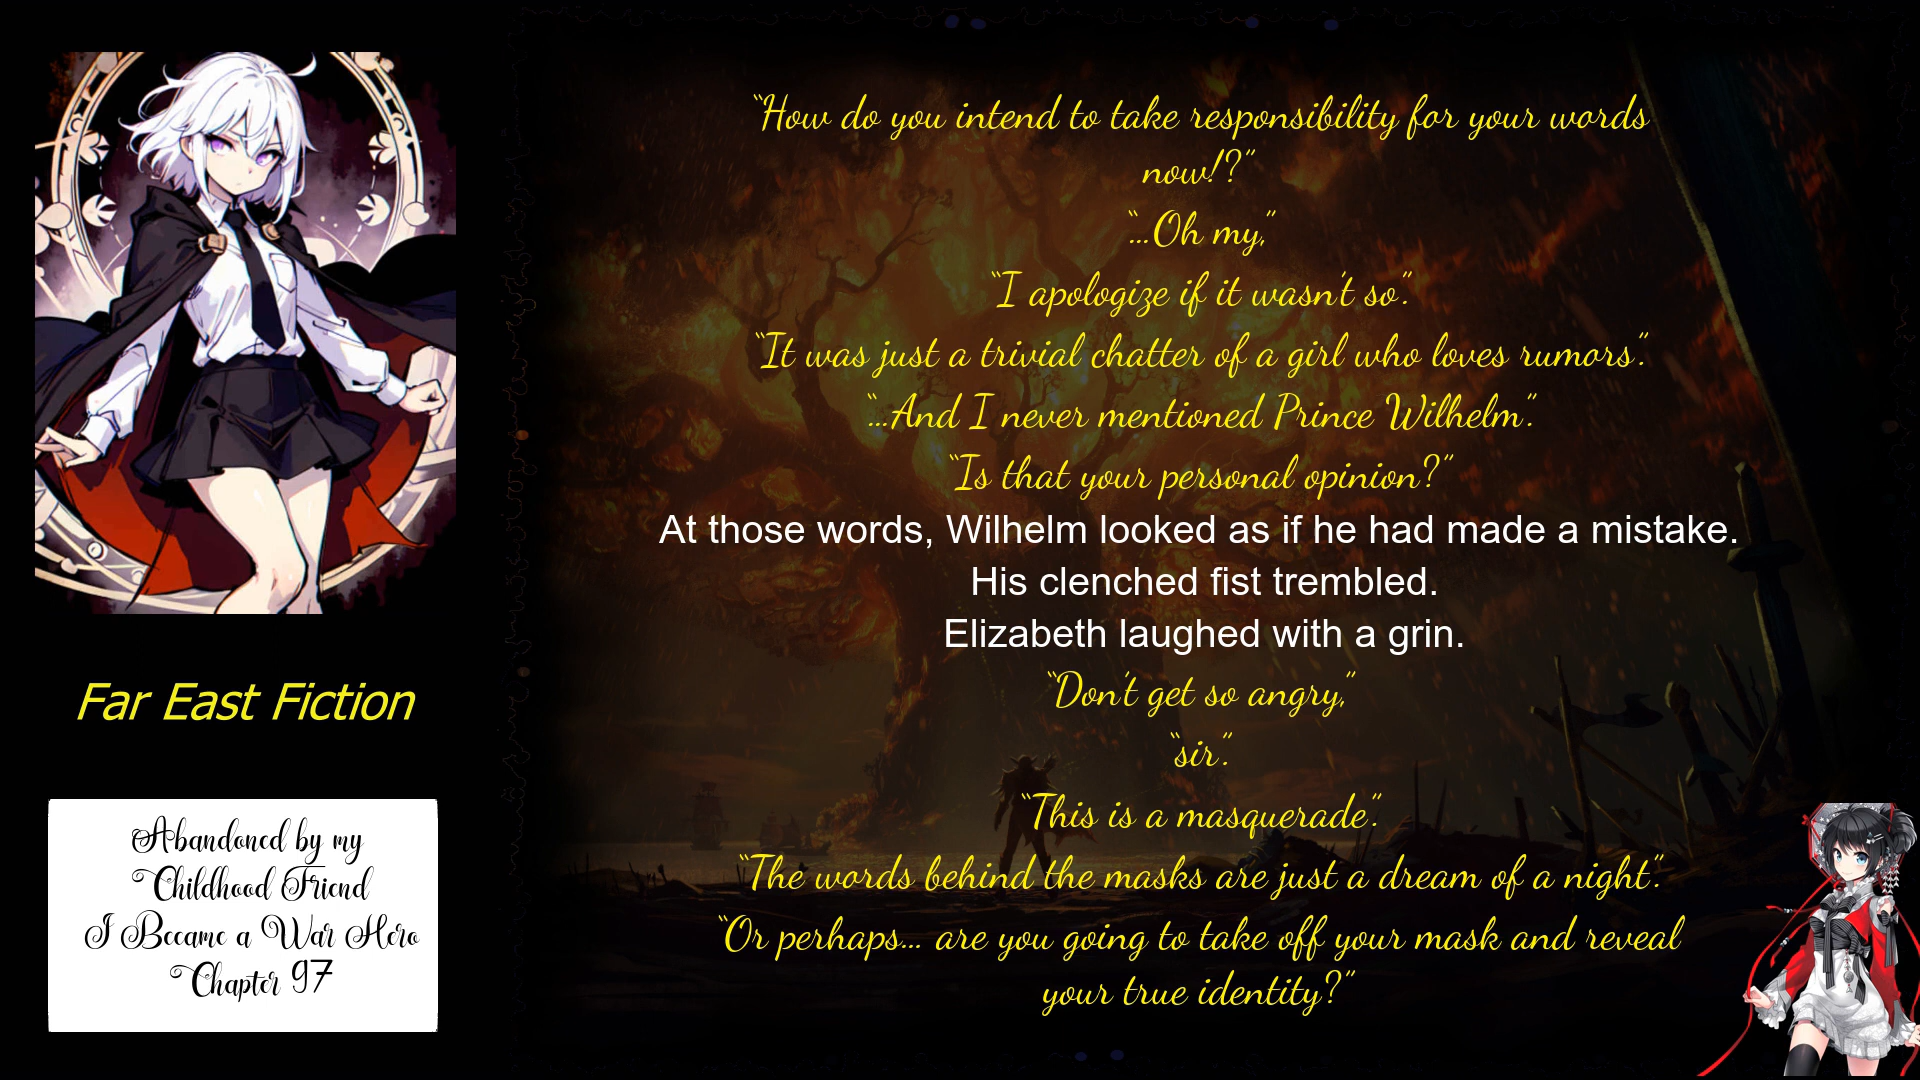 “How do you intend to take responsibility for your words
now!?”
“...Oh my,”
“I apologize if it wasn’t so”.
“It was just a trivial chatter of a girl who loves rumors”.
“...And I never mentioned Prince Wilhelm”.
“Is that your personal opinion?”
At those words, Wilhelm looked as if he had made a mistake.
His clenched fist trembled.
Elizabeth laughed with a grin.
“Don’t get so angry,”
“sir”.
“This is a masquerade”.
“The words behind the masks are just a dream of a night”.
“Or perhaps... are you going to take off your mask and reveal
your true identity?”
Far East Fiction
Abandoned by my
Childhood Friend
I Became a War Hero
Chapter 97